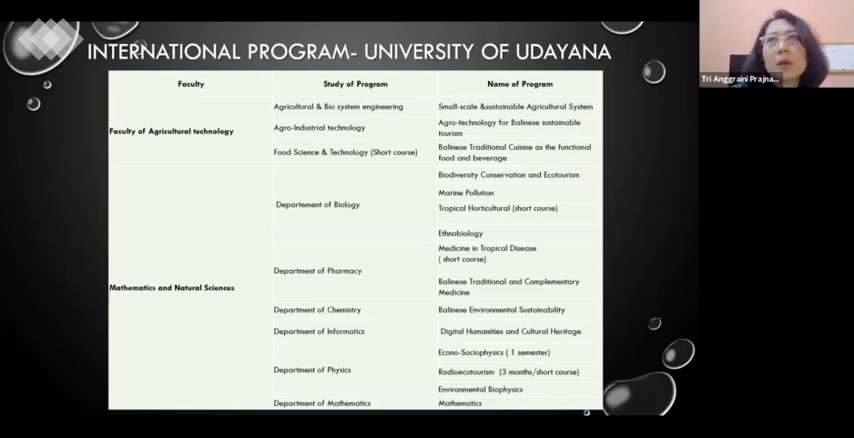 INTERNATIONAL PROGRAM- UNIVERSITY OF UDAYANA
Tri Anggraini Prajna...
Faculty
Study of Program
Name of Program
Faculty of Agricultural technology
Agricultural & Bio system engineering
Small-scale &sustainable Agricultural System
Agro-Industrial technology
Agro-technology for Balinese sustainable
tourism
Food Science & Technology (Short course)
Balinese Traditional Cuisine as the functional
food and beverage
Mathematics and Natural Sciences
Departement of Biology
Biodiversity Conservation and Ecotourism
Marine Pollution
Tropical Horticultural (short course)
Ethnobiology
Department of Pharmacy
Medicine in Tropical Disease
( short course)
Balinese Traditional and Complementary
Medicine
Department of Chemistry
Balinese Environmental Sustainability
Department of Informatics
Digital Humanities and Cultural Heritage
Department of Physics
Econo-Sociophysics ( 1 semester)
Radioecotourism (3 months/short course)
Environmental Biophysics
Department of Mathematics
Mathematics